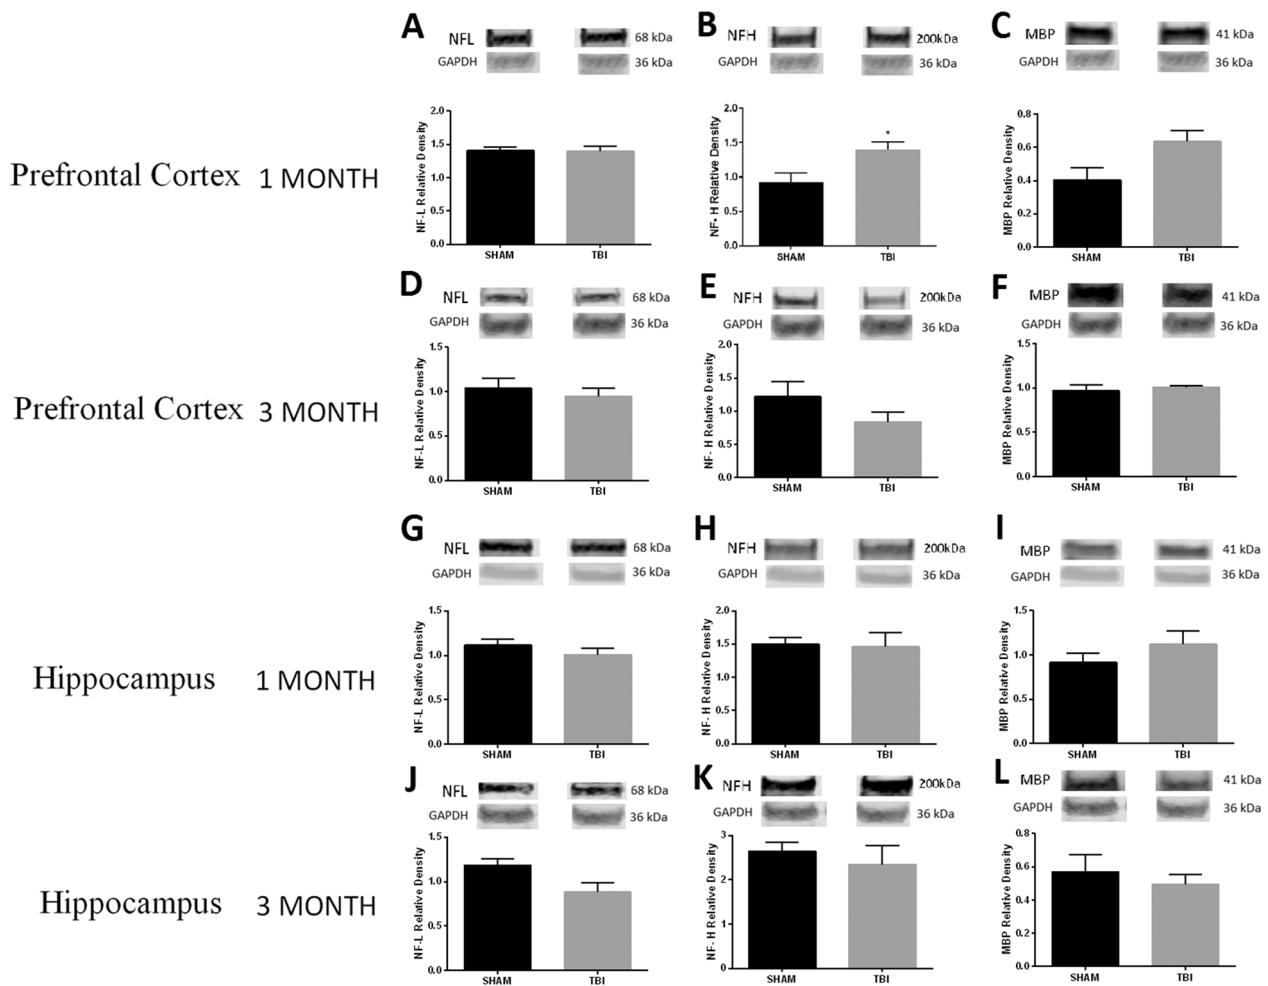 A
NFL
68 kDa
GAPDH
36 kDa
2.0
1.5
1.0
0.5
0.0
NF-L Relative Density
SHAM
TBI
B
NFH
200kDa
GAPDH
36 kDa
2.0
1.5
1.0
0.5
0.0
NF-H Relative Density
*
SHAM
TBI
C
MBP
41 kDa
GAPDH
36 kDa
0.8
0.6
0.4
0.2
0.0
MBP Relative Density
SHAM
TBI
Prefrontal Cortex 1 MONTH
D
NFL
68 kDa
GAPDH
36 kDa
1.5
1.0
0.5
0.0
NF-L Relative Density
SHAM
TBI
E
NFH
200kDa
GAPDH
36 kDa
2.0
1.5
1.0
0.5
0.0
NF- H Relative Density
SHAM
TBI
F
MBP
41 kDa
GAPDH
36 kDa
1.5
1.0
0.5
0.0
MBP Relative Density
SHAM
TBI
Prefrontal Cortex 3 MONTH
G
NFL
68 kDa
GAPDH
36 kDa
1.5
1.0
0.5
0.0
NF-L Relative Density
SHAM
TBI
H
NFH
200kDa
GAPDH
36 kDa
2.0
1.5
1.0
0.5
0.0
NF- H Relative Density
SHAM
TBI
I
MBP
41 kDa
GAPDH
36 kDa
1.5
1.0
0.5
0.0
MBP Relative Density
SHAM
TBI
Hippocampus 1 MONTH
J
NFL
68 kDa
GAPDH
36 kDa
1.5
1.0
0.5
0.0
NF-L Relative Density
SHAM
TBI
K
NFH
200kDa
GAPDH
36 kDa
3
2
1
0
NF- H Relative Density
SHAM
TBI
L
MBP
41 kDa
GAPDH
36 kDa
0.8
0.6
0.4
0.2
0.0
MBP Relative Density
SHAM
TBI
Hippocampus 3 MONTH